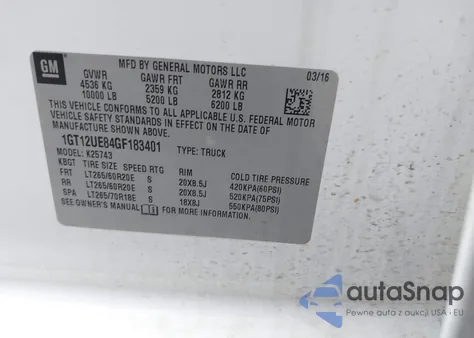 GM
MFD BY GENERAL MOTORS LLC
03/16
GVWR GAWR FRT GAWR RR
4536 KG 2359 KG 2812 KG
10000 LB 5200 LB 6200 LB
THIS VEHICLE CONFORMS TO ALL APPLICABLE U.S. FEDERAL MOTOR
VEHICLE SAFETY STANDARDS IN EFFECT ON THE DATE OF
MANUFACTURE SHOWN ABOVE.
1GT12UE84GF183401 TYPE: TRUCK
MODEL: K25743
KBGT TIRE SIZE SPEED RTG RIM COLD TIRE PRESSURE
FRT LT265/60R20E S 20X8.5J 420KPA(60PSI)
RR LT265/60R20E S 20X8.5J 520KPA(75PSI)
SPA LT265/70R18E S 18X8J 550KPA(80PSI)
SEE OWNER'S MANUAL FOR MORE INFORMATION.
autoSnap
Pewne auta z aukcji USA · EU